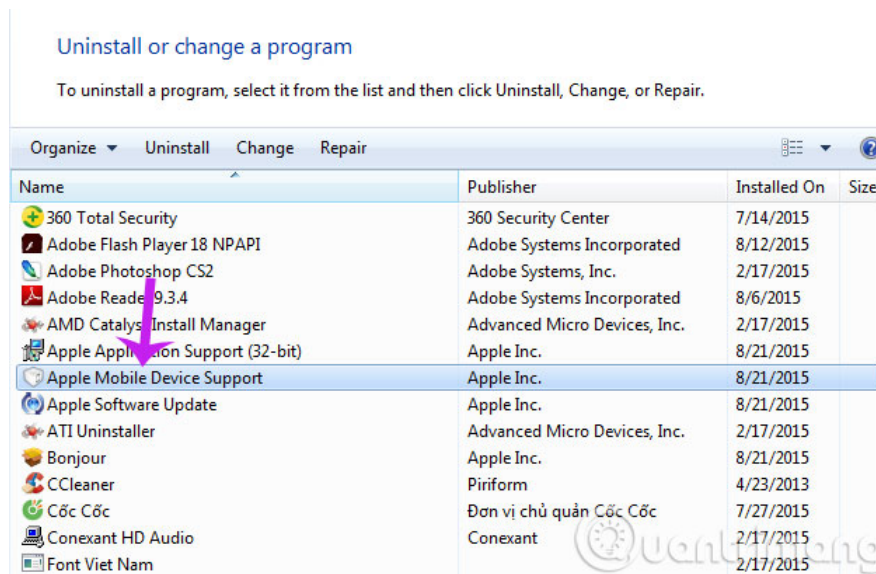 Uninstall or change a program
To uninstall a program, select it from the list and then click Uninstall, Change, or Repair.
Organize Uninstall Change Repair
Name Publisher Installed On Size
360 Total Security 360 Security Center 7/14/2015
Adobe Flash Player 18 NPAPI Adobe Systems Incorporated 8/12/2015
Adobe Photoshop CS2 Adobe Systems, Inc. 2/17/2015
Adobe Reader 9.3.4 Adobe Systems Incorporated 8/6/2015
AMD Catalyst Install Manager Advanced Micro Devices, Inc. 2/17/2015
Apple Application Support (32-bit) Apple Inc. 8/21/2015
Apple Mobile Device Support Apple Inc. 8/21/2015
Apple Software Update Apple Inc. 8/21/2015
ATI Uninstaller Advanced Micro Devices, Inc. 2/17/2015
Bonjour Apple Inc. 8/21/2015
CCleaner Piriform 4/23/2013
Cốc Cốc Đơn vị chủ quản Cốc Cốc 7/27/2015
Conexant HD Audio Conexant 2/17/2015
Font Viet Nam 2/17/2015
Quantrimang